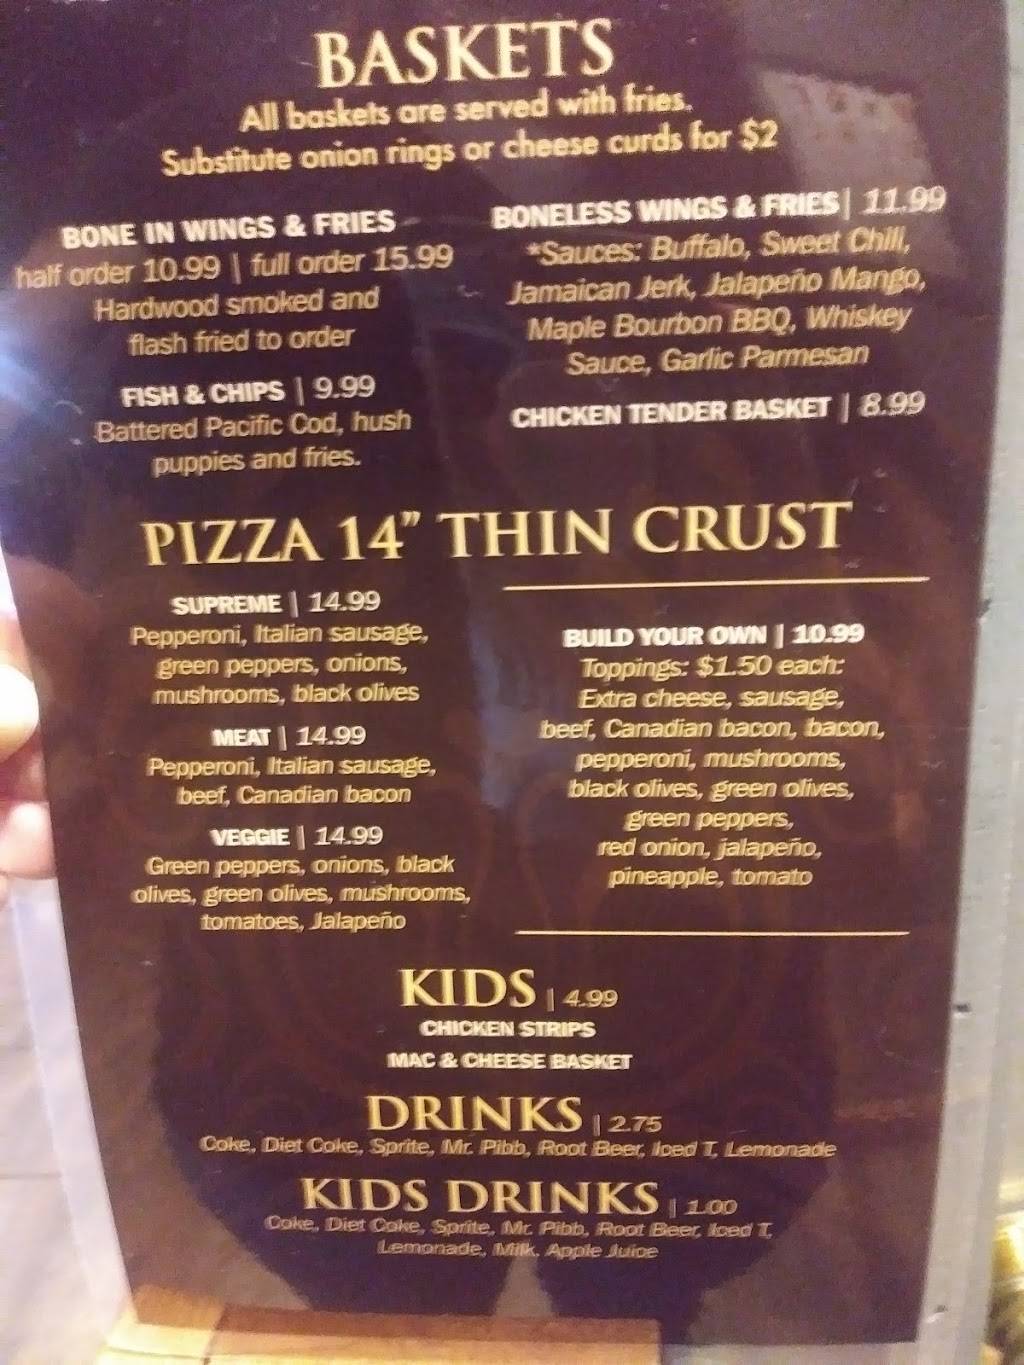 BASKETS
All baskets are served with fries.
Substitute onion rings or cheese curds for $2
BONE IN WINGS & FRIES
half order 10.99 | full order 15.99
Hardwood smoked and
flash fried to order
FISH & CHIPS | 9.99
Battered Pacific Cod, hush
puppies and fries.
BONELESS WINGS & FRIES | 11.99
*Sauces: Buffalo, Sweet Chili,
Jamaican Jerk, Jalapeño Mango,
Maple Bourbon BBQ, Whiskey
Sauce, Garlic Parmesan
CHICKEN TENDER BASKET | 8.99
PIZZA 14” THIN CRUST
SUPREME | 14.99
Pepperoni, Italian sausage,
green peppers, onions,
mushrooms, black olives
MEAT | 14.99
Pepperoni, Italian sausage,
beef, Canadian bacon
VEGGIE | 14.99
Green peppers, onions, black
olives, green olives, mushrooms,
tomatoes, Jalapeño
BUILD YOUR OWN | 10.99
Toppings: $1.50 each:
Extra cheese, sausage,
beef, Canadian bacon, bacon,
pepperoni, mushrooms,
black olives, green olives,
green peppers,
red onion, jalapeño,
pineapple, tomato
KIDS | 4.99
CHICKEN STRIPS
MAC & CHEESE BASKET
DRINKS | 2.75
Coke, Diet Coke, Sprite, Mr. Pibb, Root Beer, Iced T, Lemonade
KIDS DRINKS | 1.00
Coke, Diet Coke, Sprite, Mr. Pibb, Root Beer, Iced T,
Lemonade, Milk, Apple Juice